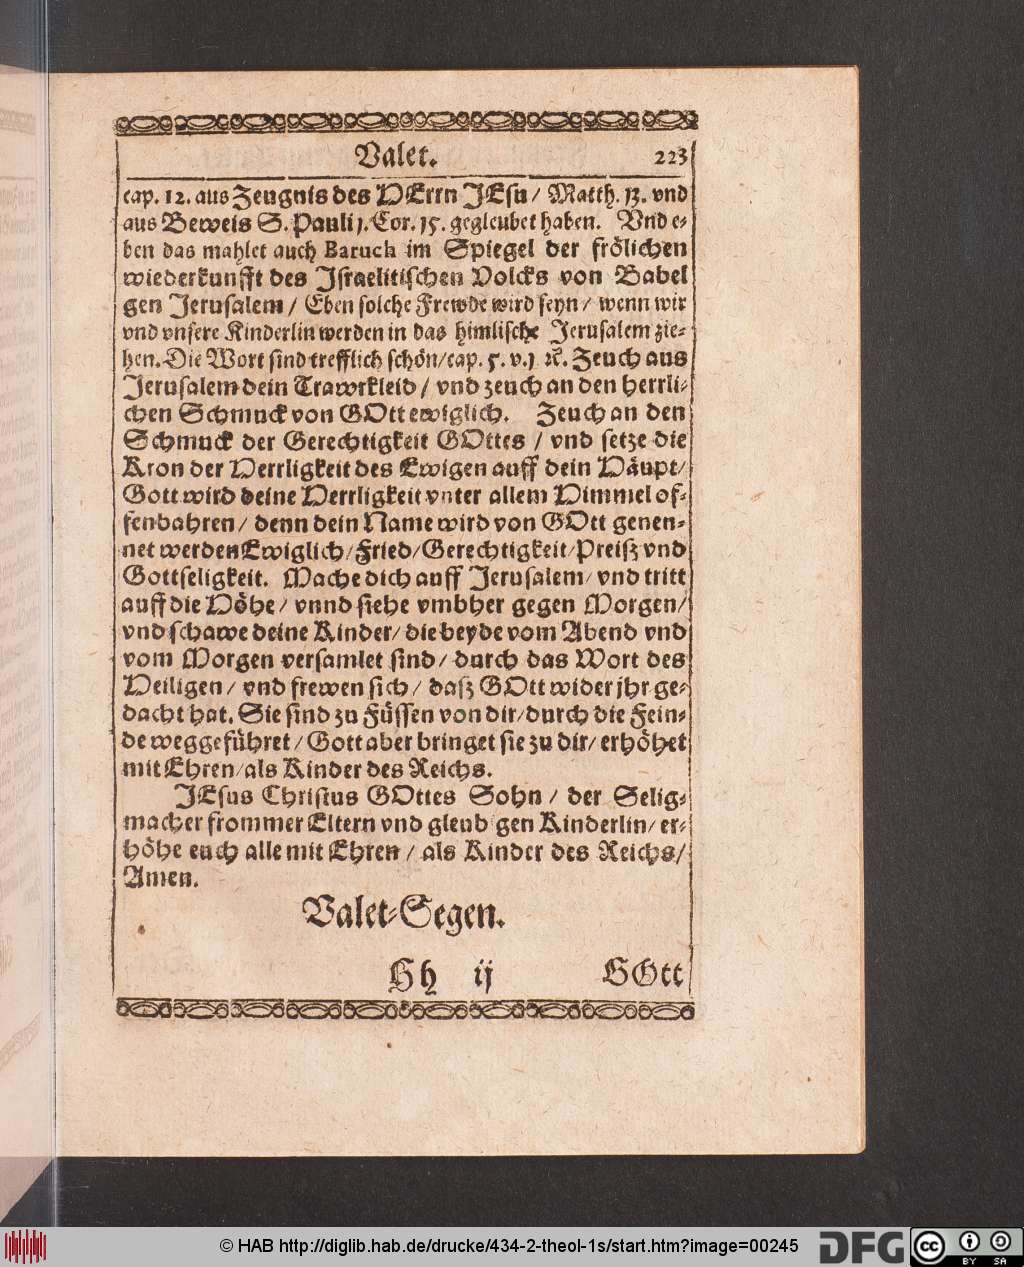 Valet. 223
cap. 12. aus Zeugnis des HErrn JEsu / Matth. 13. vnd
aus Beweis S. Pauli 1. Cor. 15. gegleubet haben. Vnd e-
ben das mahlet auch Baruch im Spiegel der frölichen
wiederkunfft des Jsraelitischen Volcks von Babel
gen Jerusalem / Eben solche Frewde wird seyn / wenn wir
vnd vnsere Kinderlin werden in das himlische Jerusalem zie-
hen. Die Wort sind trefflich schön / cap. 5. v. 1. ꝛc. Zeuch aus
Jerusalem dein Trawrkleid / vnd zeuch an den herrli-
chen Schmuck von GOtt ewiglich. Zeuch an den
Schmuck der Gerechtigkeit GOttes / vnd setze die
Kron der Herrligkeit des Ewigen auff dein Häupt /
Gott wird deine Herrligkeit vnter allem Himmel of-
fenbahren / denn dein Name wird von GOtt genen-
net werden Ewiglich / Fried / Gerechtigkeit / Preiß vnd
Gottseligkeit. Mache dich auff Jerusalem / vnd tritt
auff die Höhe / vnnd siehe vmbher gegen Morgen /
vnd schawe deine Kinder / die beyde vom Abend vnd
vom Morgen versamlet sind / durch das Wort des
Heiligen / vnd frewen sich / daß GOtt wider jhr ge-
dacht hat. Sie sind zu Füssen von dir / durch die Fein-
de weggeführet / Gott aber bringet sie zu dir / erhöhet
mit Ehren / als Kinder des Reichs.
JEsus Christus GOttes Sohn / der Selig-
macher frommer Eltern vnd gleubigen Kinderlin / er-
höhe euch alle mit Ehren / als Kinder des Reichs /
Amen.
Valet-Segen.
Hh ij GOtt
© HAB http://diglib.hab.de/drucke/434-2-theol-1s/start.htm?image=00245 DFG cc BY SA